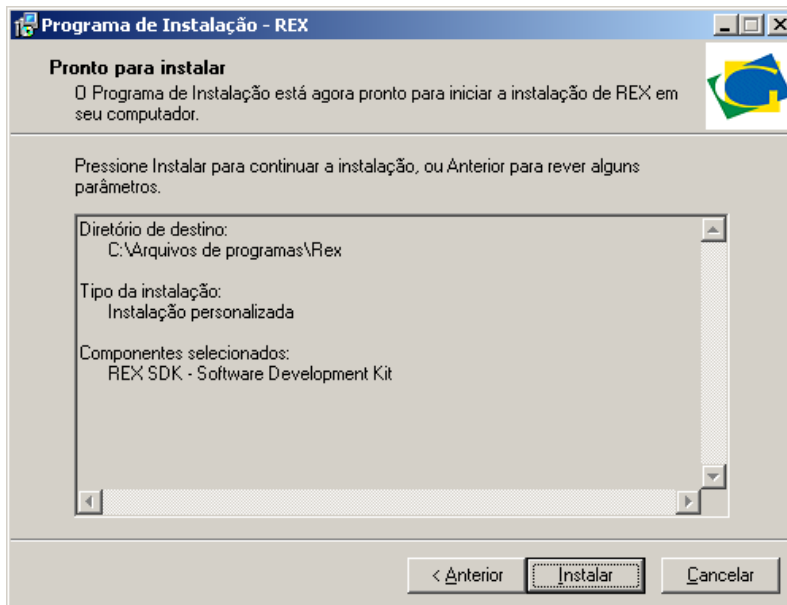 Programa de Instalação - REX
Pronto para instalar
O Programa de Instalação está agora pronto para iniciar a instalação de REX em
seu computador.
Pressione Instalar para continuar a instalação, ou Anterior para rever alguns
parâmetros.
Diretório de destino:
C:\Arquivos de programas\Rex
Tipo da instalação:
Instalação personalizada
Componentes selecionados:
REX SDK - Software Development Kit
< Anterior
Instalar
Cancelar